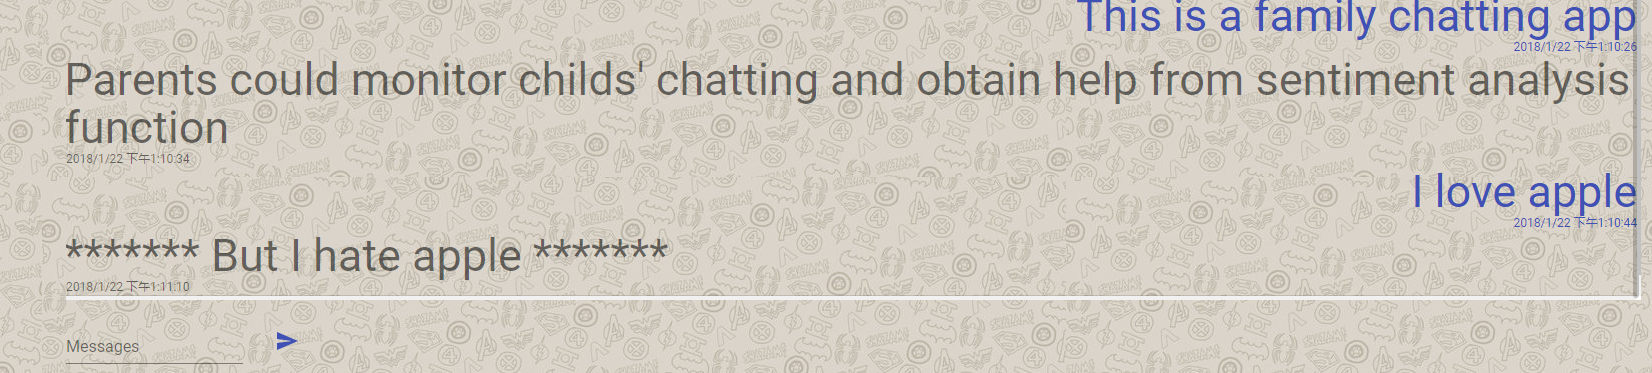 This is a family chatting app
2018/1/22 下午1:10:26
Parents could monitor childs' chatting and obtain help from sentiment analysis
function
2018/1/22 下午1:10:34
I love apple
2018/1/22 下午1:10:44
******* But I hate apple *******
2018/1/22 下午1:11:10
Messages